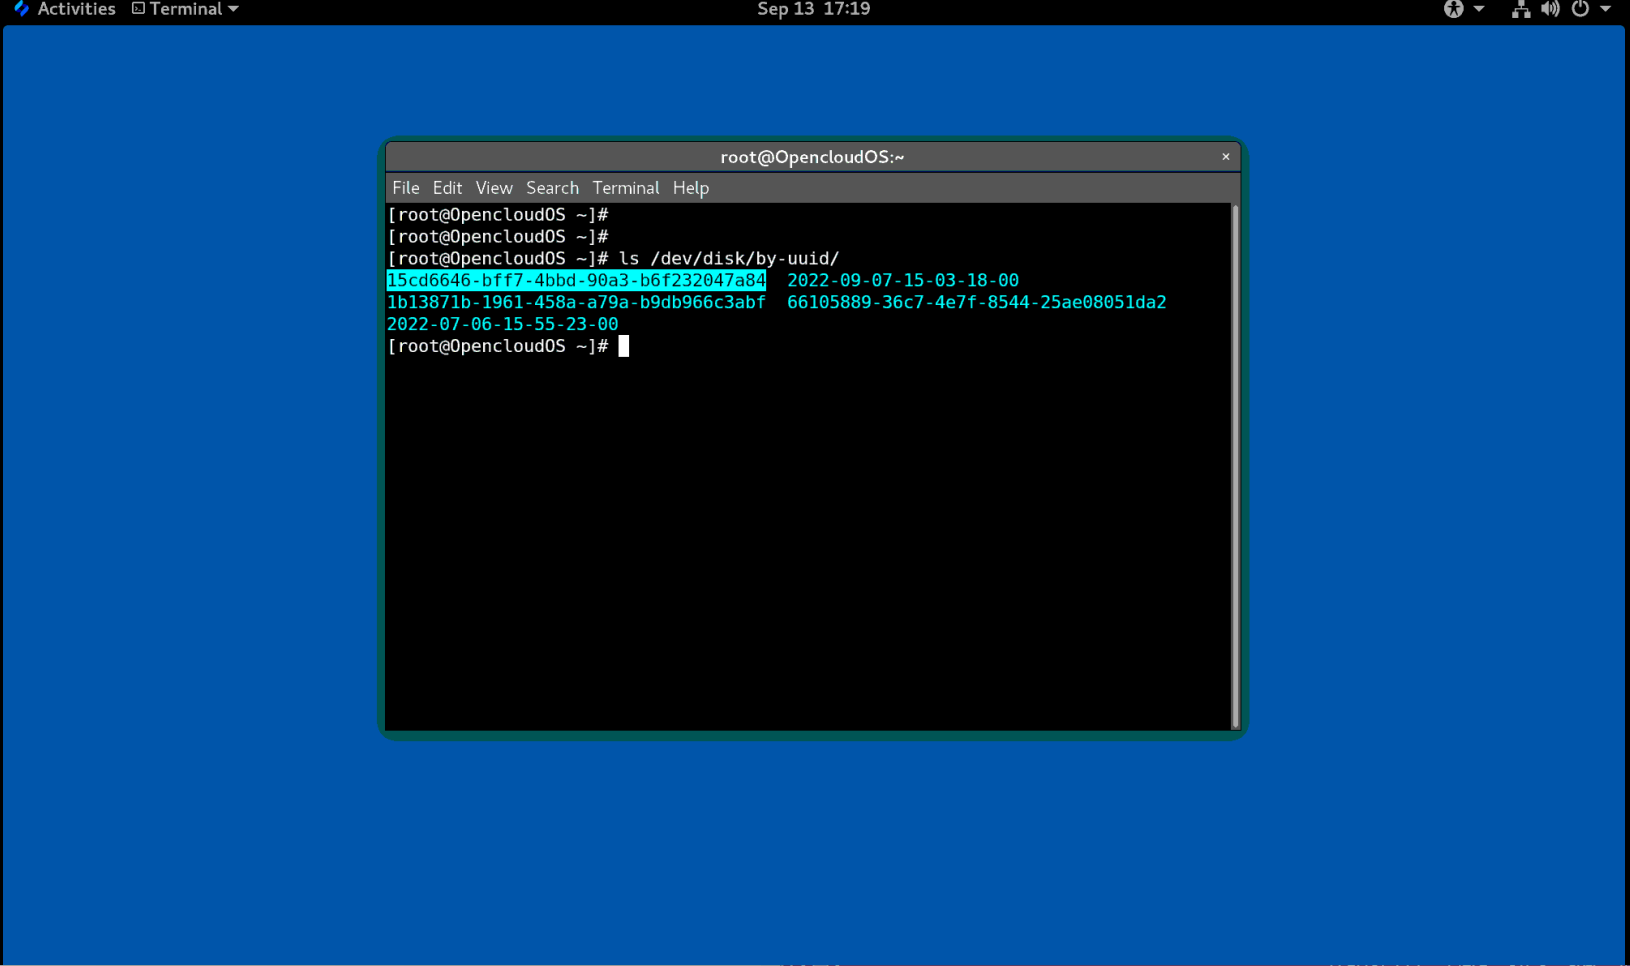 Activities Terminal Sep 13 17:19
root@OpencloudOS:~ ×
File Edit View Search Terminal Help
[root@OpencloudOS ~]#
[root@OpencloudOS ~]#
[root@OpencloudOS ~]# ls /dev/disk/by-uuid/
15cd6646-bff7-4bbd-90a3-b6f232047a84 2022-09-07-15-03-18-00
1b13871b-1961-458a-a79a-b9db966c3abf 66105889-36c7-4e7f-8544-25ae08051da2
2022-07-06-15-55-23-00
[root@OpencloudOS ~]#